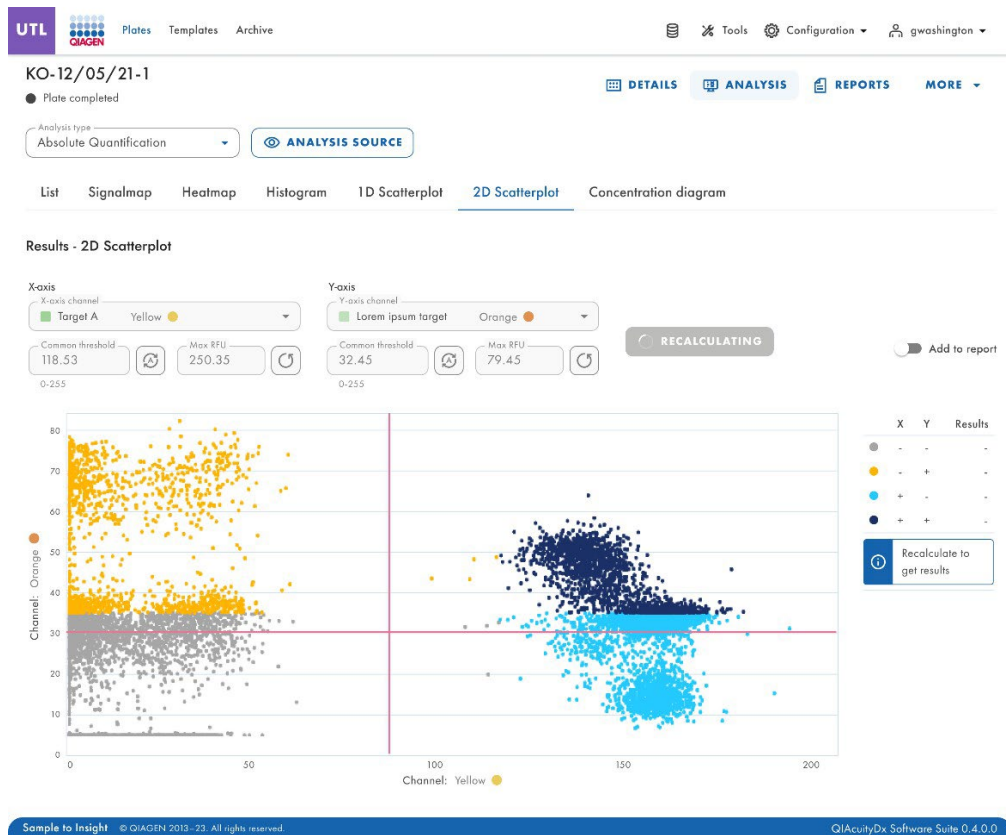 UTL QIAGEN Plates Templates Archive Tools Configuration gwashington
KO-12/05/21-1
Plate completed
DETAILS ANALYSIS REPORTS MORE
Analysis type
Absolute Quantification
ANALYSIS SOURCE
List Signalmap Heatmap Histogram 1D Scatterplot 2D Scatterplot Concentration diagram
Results - 2D Scatterplot
X-axis
X-axis channel
Target A Yellow
Common threshold
118.53
A
Max RFU
250.35
0-255
Y-axis
Y-axis channel
Lorem ipsum target Orange
Common threshold
32.45
A
Max RFU
79.45
0-255
RECALCULATING
Add to report
80
70
60
50
40
30
20
10
0
Channel: Orange
0 50 100 150 200
Channel: Yellow
X Y Results
- - -
- + -
+ - -
+ + -
Recalculate to
get results
Sample to Insight © QIAGEN 2013–23. All rights reserved. QIAcuityDx Software Suite 0.4.0.0